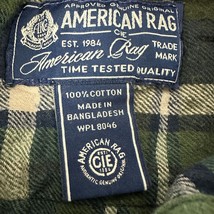 APPROVED GENUINE ORIGINAL
AMERICAN RAG
CIE
EST. 1984
TRADE
MARK
American Rag
TIME TESTED QUALITY
100% COTTON
MADE IN
BANGLADESH
WPL 8046
AMERICAN RAG
CIE
AUTHENTIC GENUINE ORIGINAL